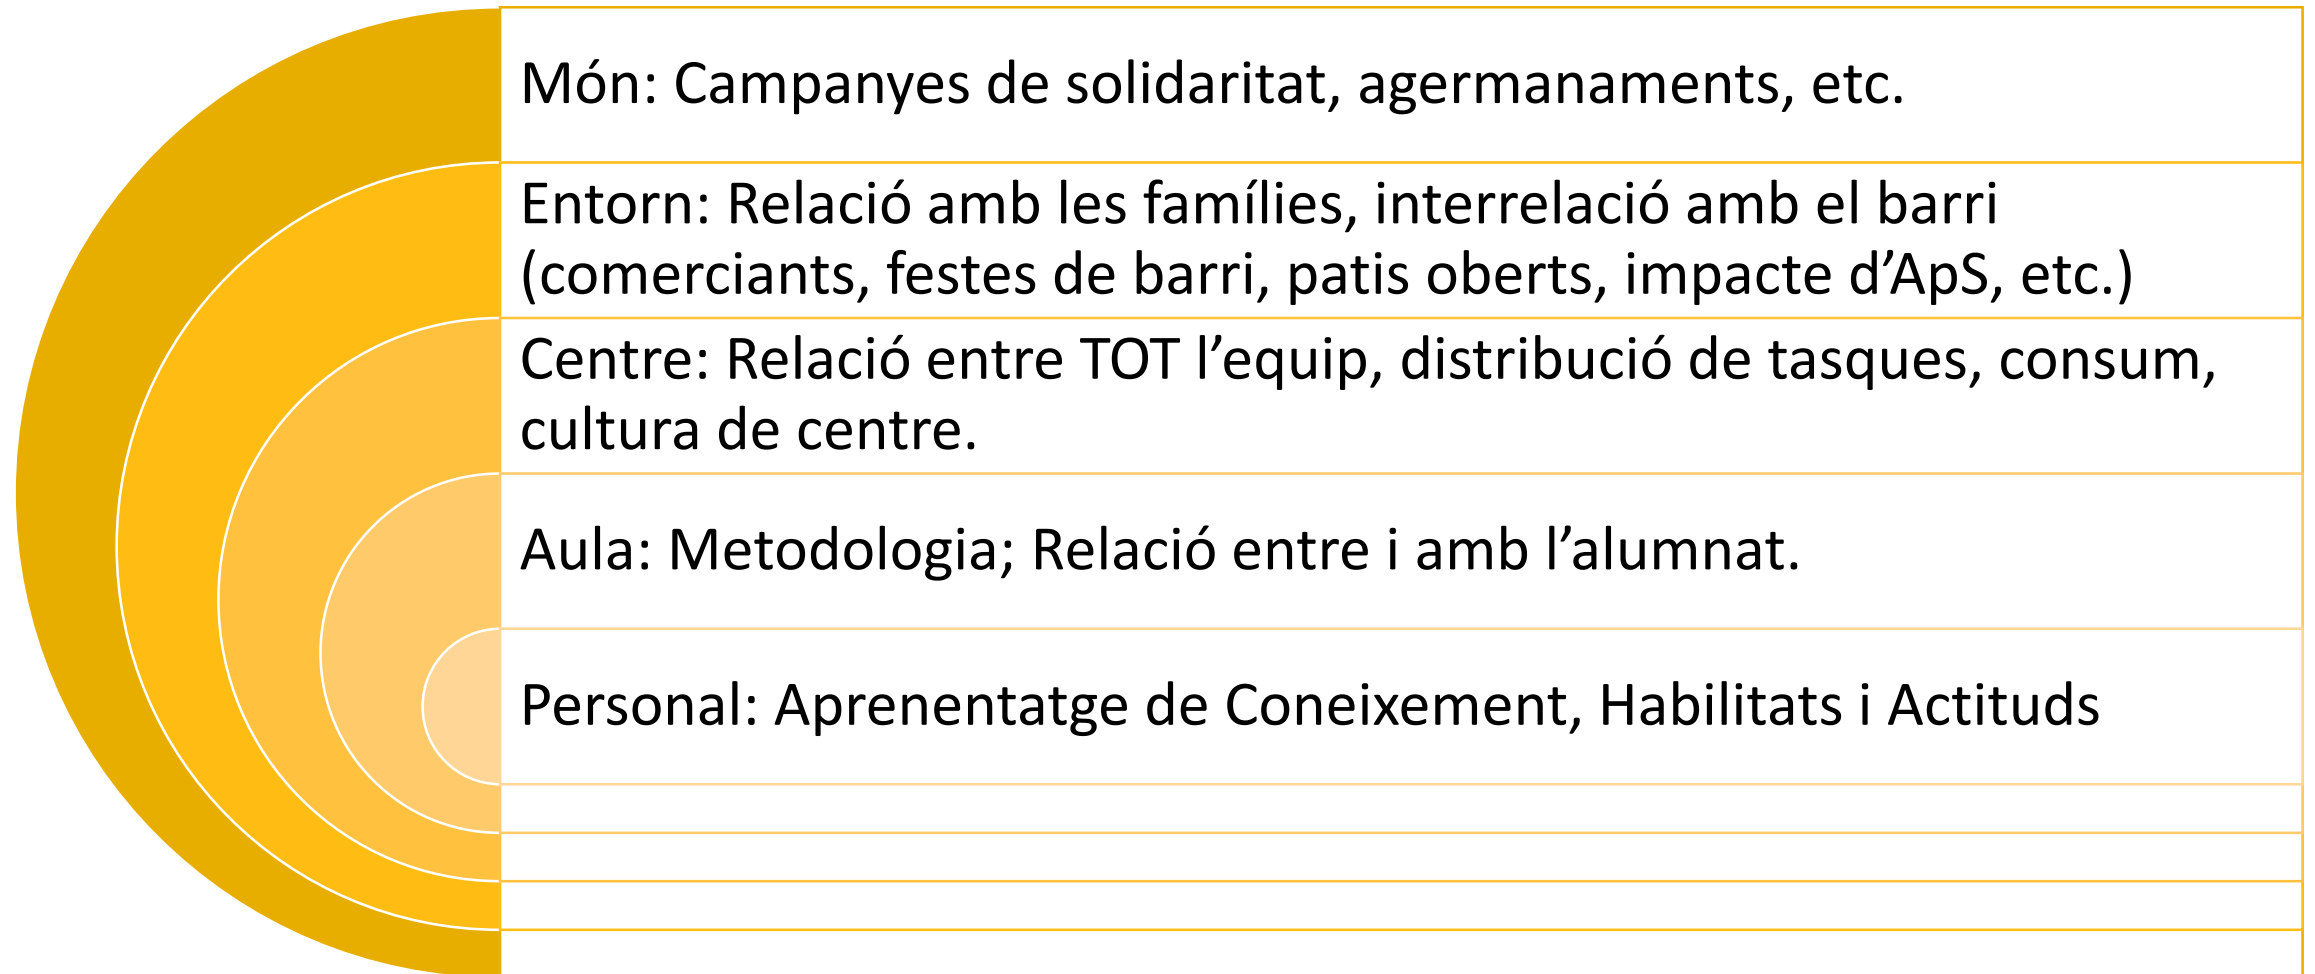 Món: Campanyes de solidaritat, agermanaments, etc.
Entorn: Relació amb les famílies, interrelació amb el barri
(comerciants, festes de barri, patis oberts, impacte d’ApS, etc.)
Centre: Relació entre TOT l’equip, distribució de tasques, consum,
cultura de centre.
Aula: Metodologia; Relació entre i amb l’alumnat.
Personal: Aprenentatge de Coneixement, Habilitats i Actituds